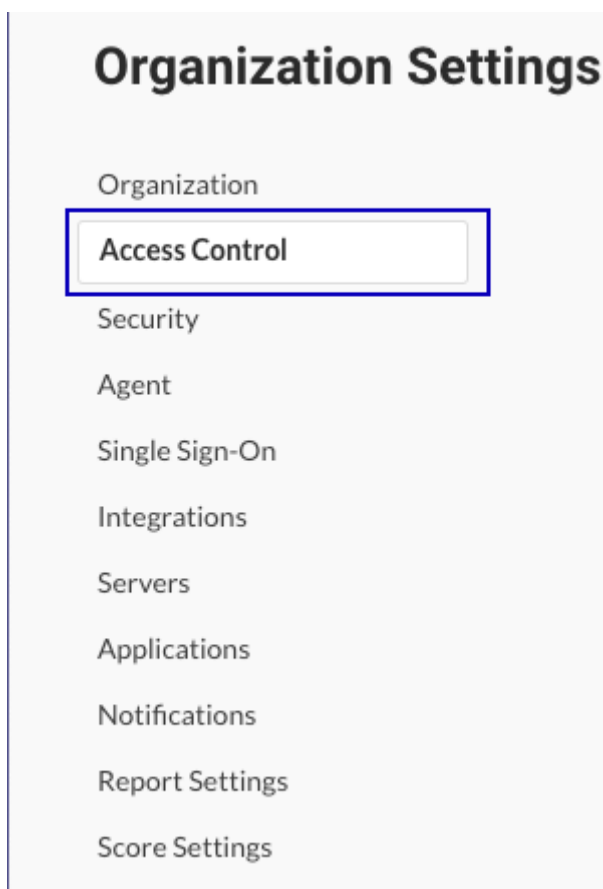 Organization Settings
Organization
Access Control
Security
Agent
Single Sign-On
Integrations
Servers
Applications
Notifications
Report Settings
Score Settings